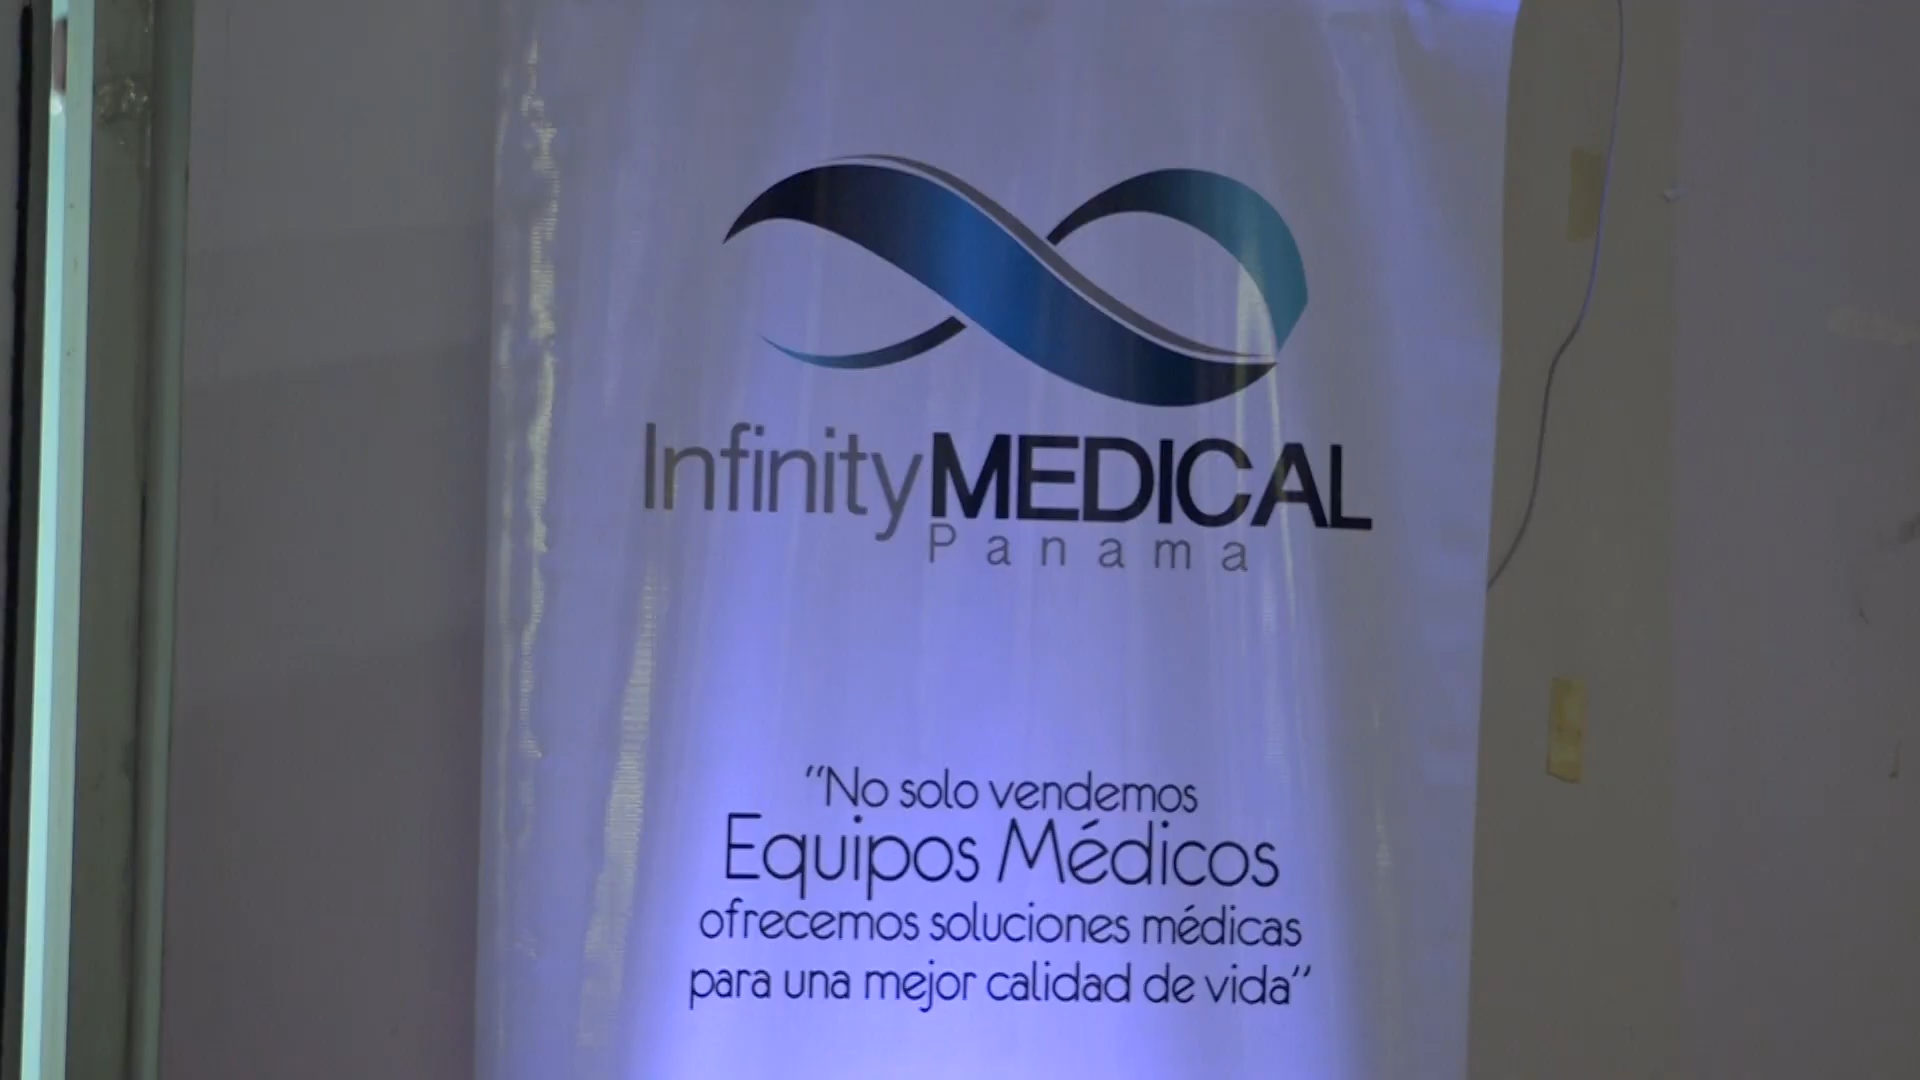 InfinityMEDICAL
Panama
“No solo vendemos
Equipos Médicos
ofrecemos soluciones médicas
para una mejor calidad de vida”